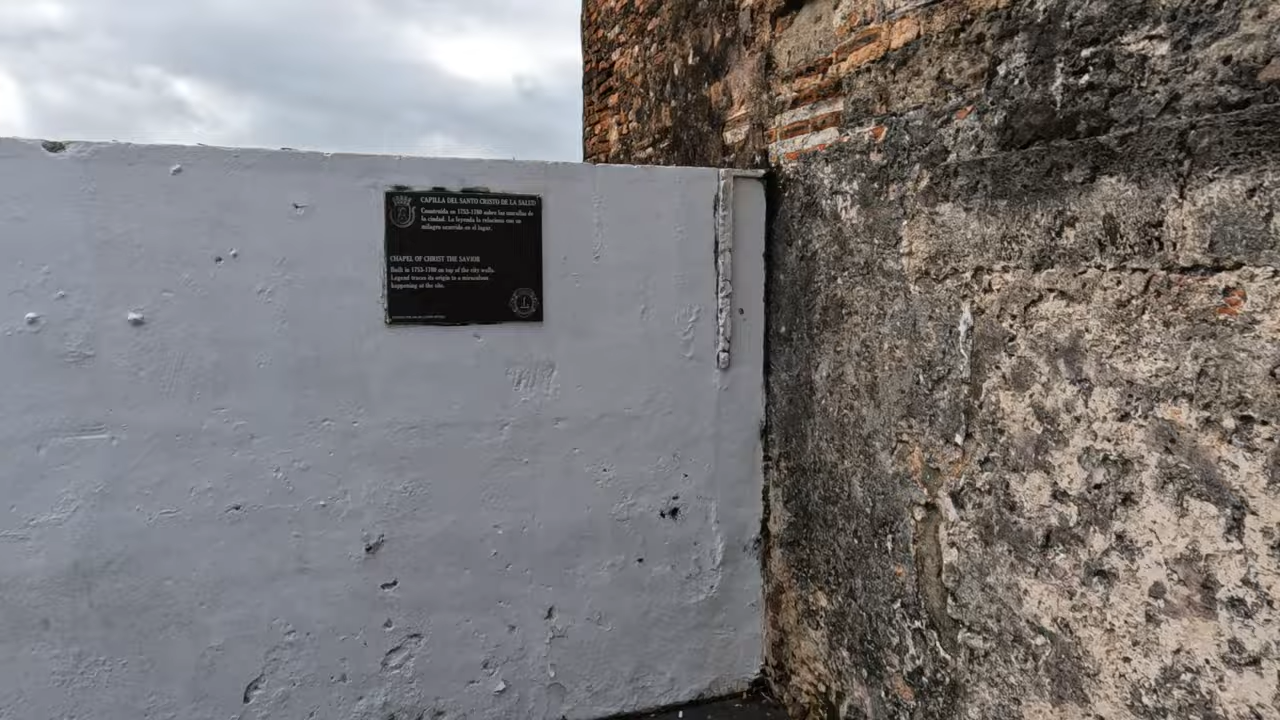 CAPILLA DEL SANTO CRISTO DE LA SALUD
Construida en 1753-1780 sobre las murallas de
la ciudad. La leyenda la relaciona con un
milagro ocurrido en el lugar.
CHAPEL OF CHRIST THE SAVIOR
Built in 1753-1780 on top of the city walls.
Legend traces its origin to a miraculous
happening at the site.